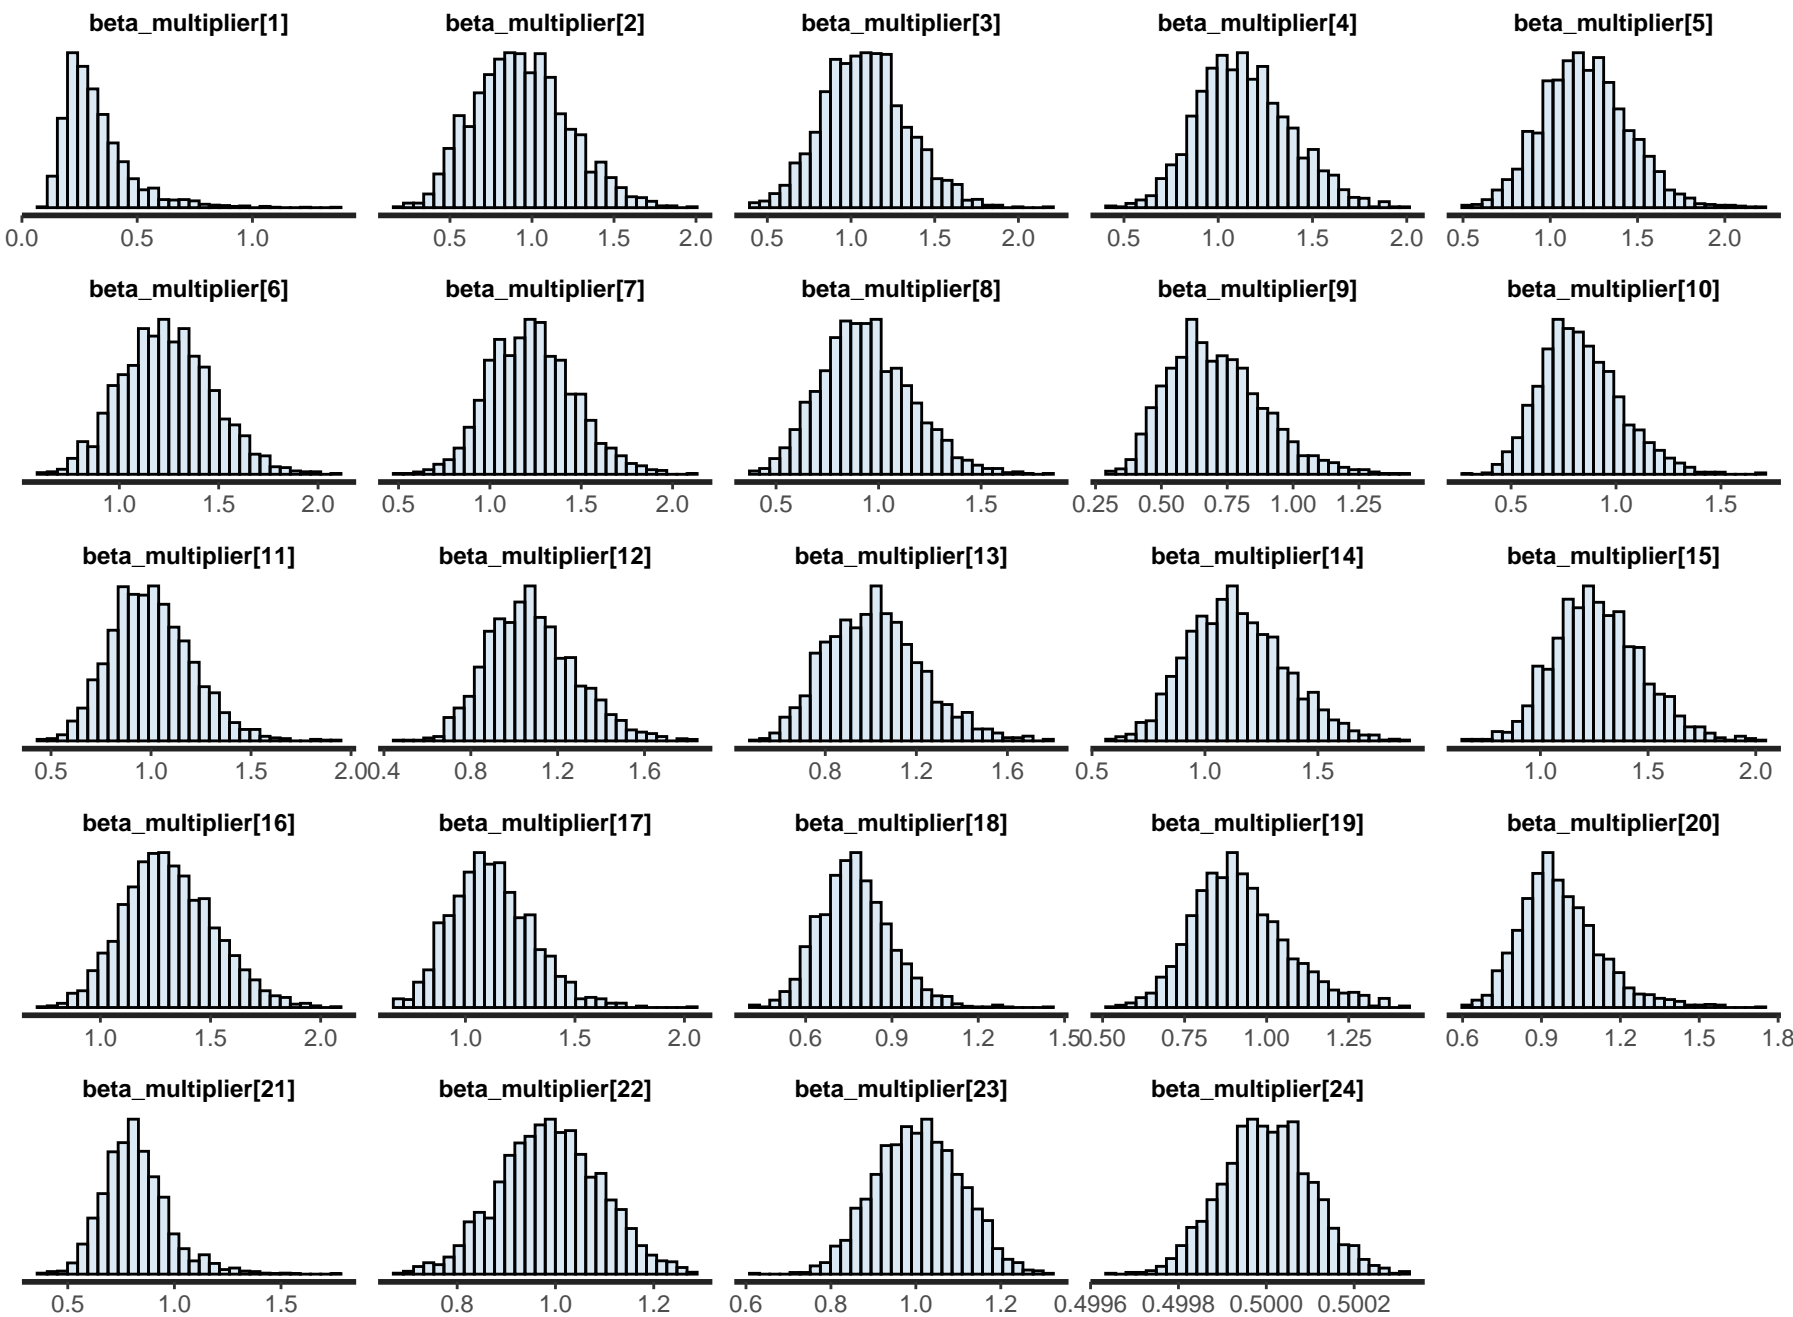 beta_multiplier[1] beta_multiplier[2] beta_multiplier[3] beta_multiplier[4] beta_multiplier[5]
0.0 0.5 1.0 0.5 1.0 1.5 2.0 0.5 1.0 1.5 2.0 0.5 1.0 1.5 2.0 0.5 1.0 1.5 2.0
beta_multiplier[6] beta_multiplier[7] beta_multiplier[8] beta_multiplier[9] beta_multiplier[10]
1.0 1.5 2.0 0.5 1.0 1.5 2.0 0.5 1.0 1.5 0.25 0.50 0.75 1.00 1.25 0.5 1.0 1.5
beta_multiplier[11] beta_multiplier[12] beta_multiplier[13] beta_multiplier[14] beta_multiplier[15]
0.5 1.0 1.5 2.0 0.4 0.8 1.2 1.6 0.8 1.2 1.6 0.5 1.0 1.5 1.0 1.5 2.0
beta_multiplier[16] beta_multiplier[17] beta_multiplier[18] beta_multiplier[19] beta_multiplier[20]
1.0 1.5 2.0 1.0 1.5 2.0 0.6 0.9 1.2 1.5 0.50 0.75 1.00 1.25 0.6 0.9 1.2 1.5 1.8
beta_multiplier[21] beta_multiplier[22] beta_multiplier[23] beta_multiplier[24]
0.5 1.0 1.5 0.8 1.0 1.2 0.6 0.8 1.0 1.2 0.4996 0.4998 0.5000 0.5002